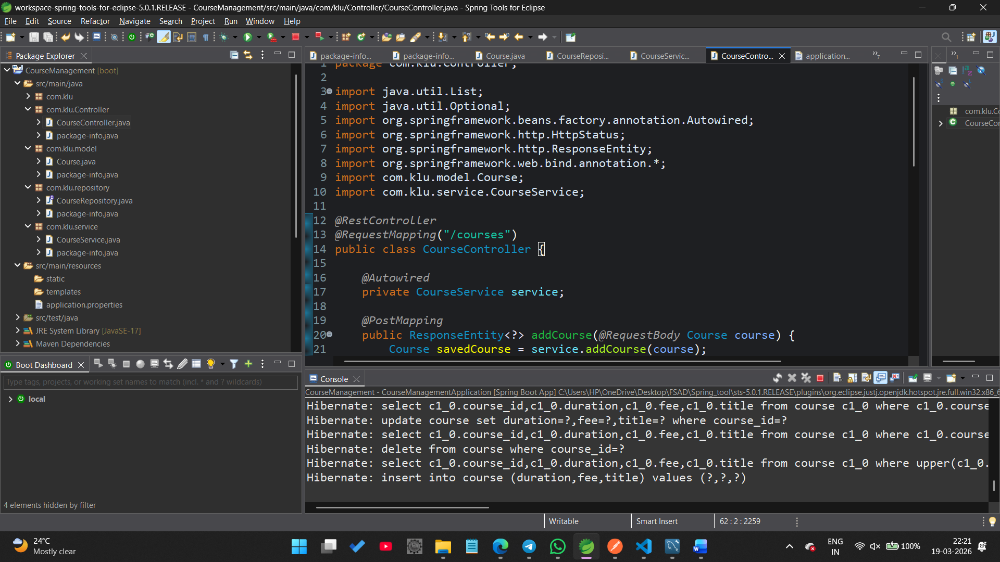 workspace-spring-tools-for-eclipse-5.0.1.RELEASE - CourseManagement/src/main/java/com/klu/Controller/CourseController.java - Spring Tools for Eclipse
File Edit Source Refactor Navigate Search Project Run Window Help
Package Explorer
CourseManagement [boot]
src/main/java
com.klu
com.klu.Controller
CourseController.java
package-info.java
com.klu.model
Course.java
package-info.java
com.klu.repository
CourseRepository.java
package-info.java
com.klu.service
CourseService.java
package-info.java
src/main/resources
static
templates
application.properties
src/test/java
JRE System Library [JavaSE-17]
Maven Dependencies
Boot Dashboard
Type tags, projects, or working set names to match (incl. * and ? wildcards)
local
4 elements hidden by filter
package-info... package-info... Course.java CourseReposi... CourseServic... CourseContro... application... 7
1 package com.klu.Controller;
2
3 import java.util.List;
4 import java.util.Optional;
5 import org.springframework.beans.factory.annotation.Autowired;
6 import org.springframework.http.HttpStatus;
7 import org.springframework.http.ResponseEntity;
8 import org.springframework.web.bind.annotation.*;
9 import com.klu.model.Course;
10 import com.klu.service.CourseService;
11
12 @RestController
13 @RequestMapping("/courses")
14 public class CourseController {
15
16 @Autowired
17 private CourseService service;
18
19 @PostMapping
20 public ResponseEntity<?> addCourse(@RequestBody Course course) {
21 Course savedCourse = service.addCourse(course);
1
com.klu.Co
CourseCor
Console
CourseManagement - CourseManagementApplication [Spring Boot App] C:\Users\HP\OneDrive\Desktop\FSAD\Spring_tool\sts-5.0.1.RELEASE\plugins\org.eclipse.justj.openjdk.hotspot.jre.full.win32.x86_6
Hibernate: select c1_0.course_id,c1_0.duration,c1_0.fee,c1_0.title from course c1_0 where c1_0.course
Hibernate: update course set duration=?,fee=?,title=? where course_id=?
Hibernate: select c1_0.course_id,c1_0.duration,c1_0.fee,c1_0.title from course c1_0 where c1_0.course
Hibernate: delete from course where course_id=?
Hibernate: select c1_0.course_id,c1_0.duration,c1_0.fee,c1_0.title from course c1_0 where upper(c1_0.
Hibernate: insert into course (duration,fee,title) values (?,?,?)
Writable Smart Insert 62 : 2 : 2259
24°C
Mostly clear
ENG
IN
100%
22:21
19-03-2026